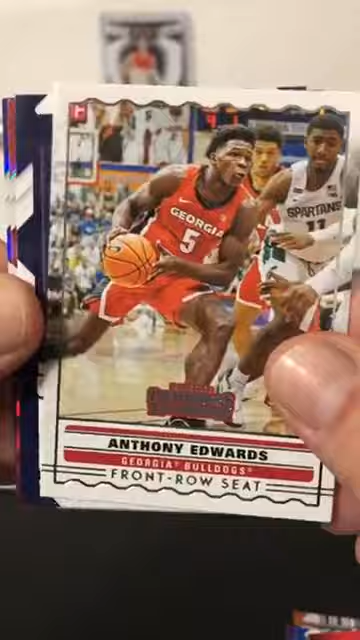 GEORGIA
5
SPARTANS
11
ANTHONY EDWARDS
GEORGIA® BULLDOGS®
FRONT-ROW SEAT